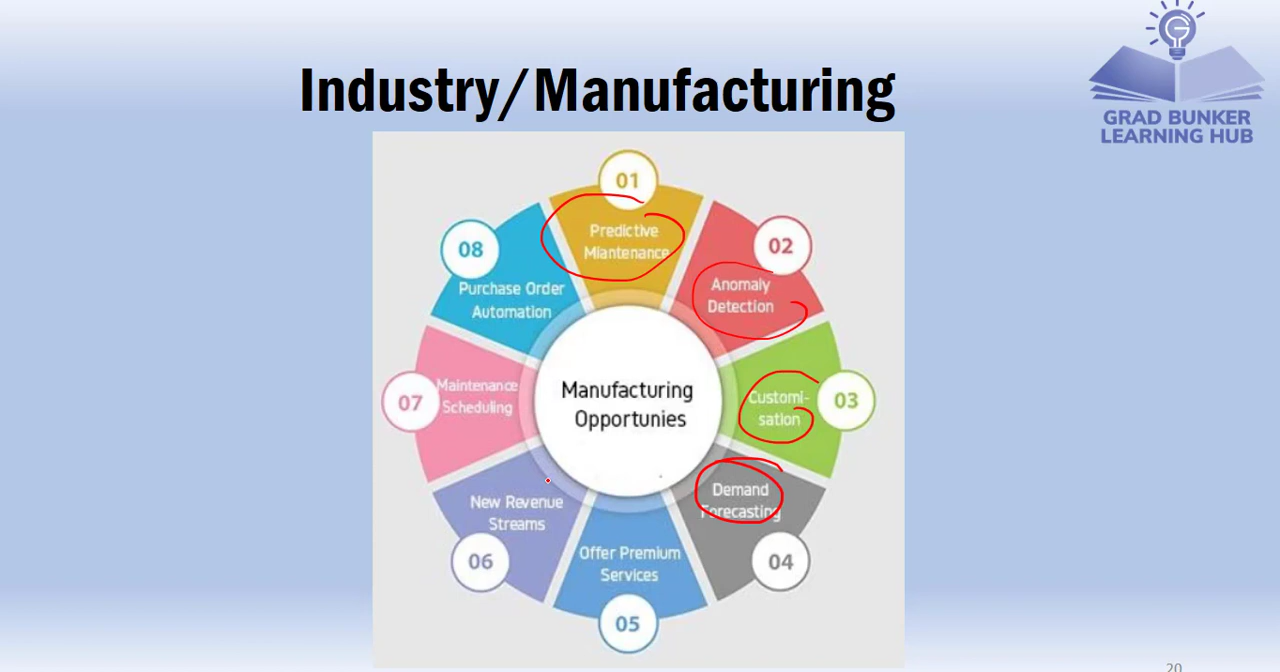 Industry/Manufacturing
GRAD BUNKER
LEARNING HUB
01
Predictive
Miantenance
02
Anomaly
Detection
03
Customi-
sation
04
Demand
Forecasting
05
Offer Premium
Services
06
New Revenue
Streams
07
Maintenance
Scheduling
08
Purchase Order
Automation
Manufacturing
Opportunies
20